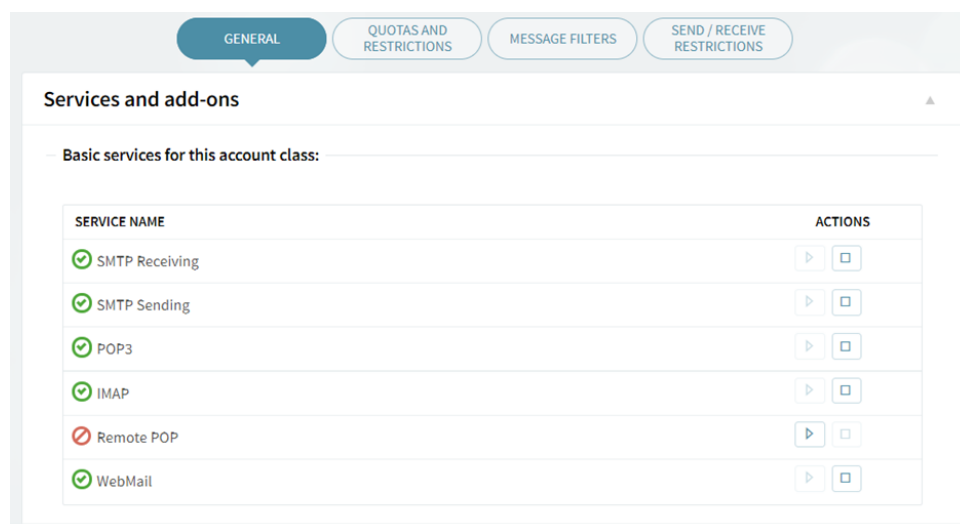 GENERAL
QUOTAS AND
RESTRICTIONS
MESSAGE FILTERS
SEND / RECEIVE
RESTRICTIONS
Services and add-ons
Basic services for this account class:
SERVICE NAME ACTIONS
SMTP Receiving
SMTP Sending
POP3
IMAP
Remote POP
WebMail